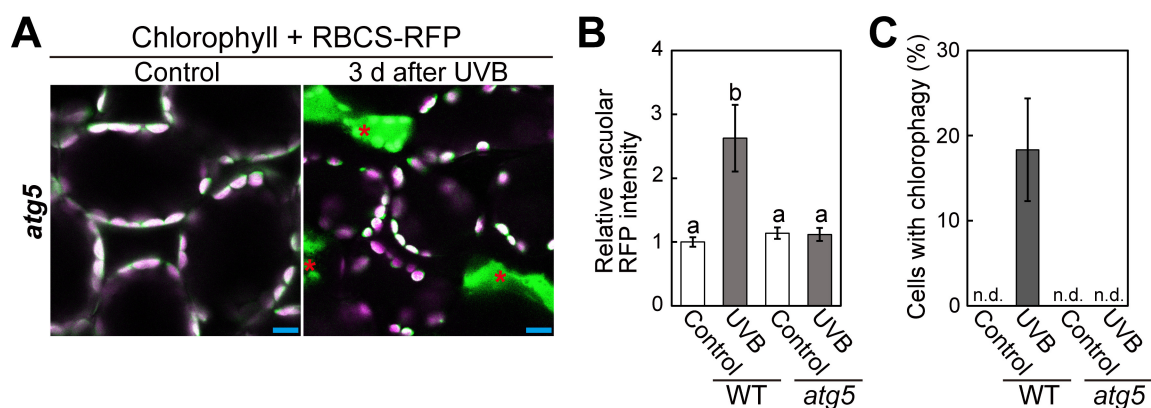 A
Chlorophyll + RBCS-RFP
Control
3 d after UVB
atg5
*
*
*
B
Relative vacuolar
RFP intensity
4
3
2
1
0
a
b
a
a
Control
UVB
Control
UVB
WT
atg5
C
Cells with chlorophagy (%)
30
20
10
0
n.d.
n.d.
n.d.
Control
UVB
Control
UVB
WT
atg5